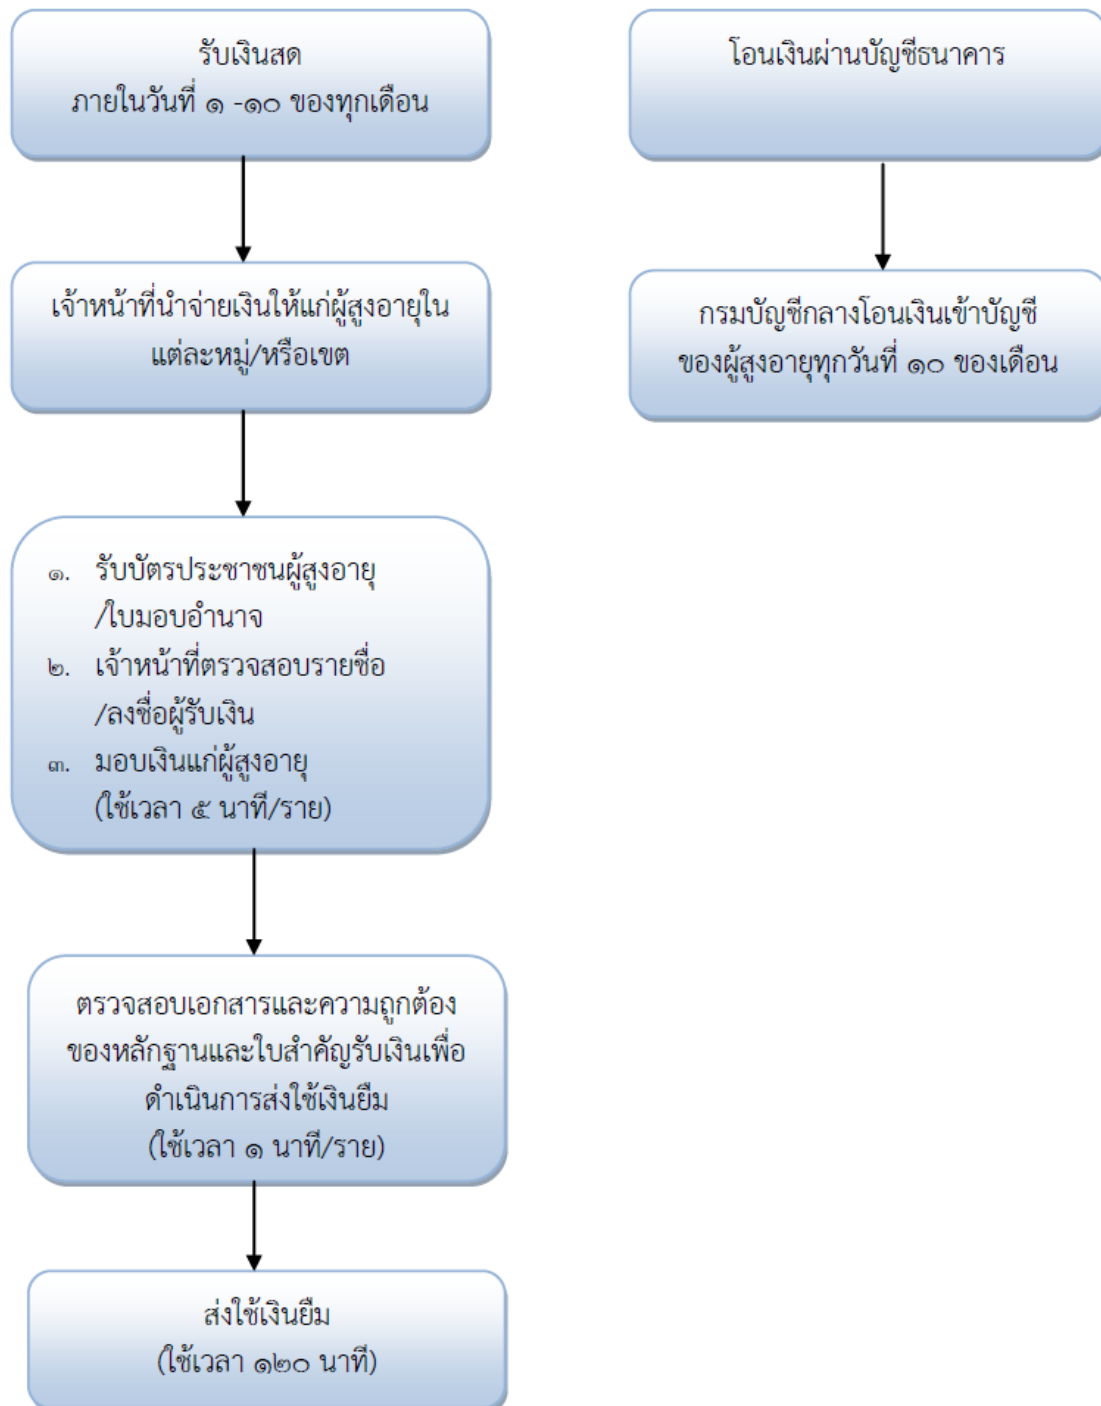 รับเงินสด
ภายในวันที่ ๑ -๑๐ ของทุกเดือน
เจ้าหน้าที่นำจ่ายเงินให้แก่ผู้สูงอายุใน
แต่ละหมู่/หรือเขต
๑. รับบัตรประชาชนผู้สูงอายุ
/ใบมอบอำนาจ
๒. เจ้าหน้าที่ตรวจสอบรายชื่อ
/ลงชื่อผู้รับเงิน
๓. มอบเงินแก่ผู้สูงอายุ
(ใช้เวลา ๕ นาที/ราย)
ตรวจสอบเอกสารและความถูกต้อง
ของหลักฐานและใบสำคัญรับเงินเพื่อ
ดำเนินการส่งใช้เงินยืม
(ใช้เวลา ๑ นาที/ราย)
ส่งใช้เงินยืม
(ใช้เวลา ๑๒๐ นาที)
โอนเงินผ่านบัญชีธนาคาร
กรมบัญชีกลางโอนเงินเข้าบัญชี
ของผู้สูงอายุทุกวันที่ ๑๐ ของเดือน